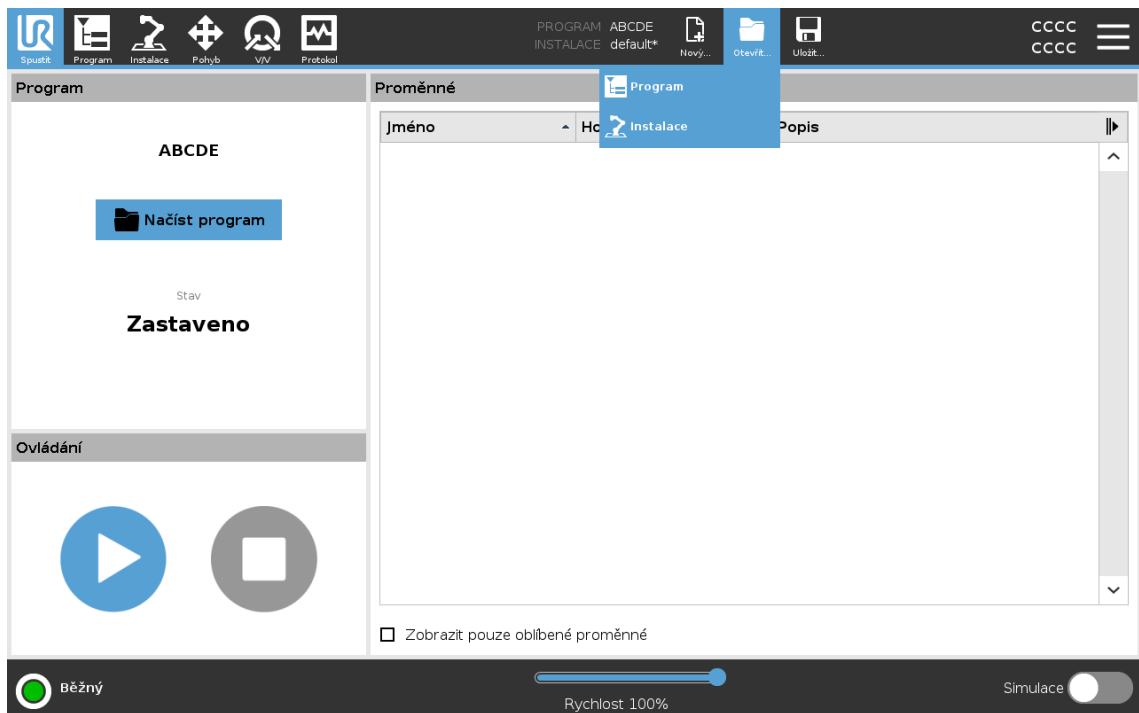 Spustit
Program
Instalace
Pohyb
V/V
Protokol
PROGRAM ABCDE
INSTALACE default*
Nový...
Otevřít...
Uložit...
CCCC
CCCC
Program
Instalace
Program
ABCDE
Načíst program
Stav
Zastaveno
Ovládání
Proměnné
Jméno
Popis
Zobrazit pouze oblíbené proměnné
Běžný
Rychlost 100%
Simulace